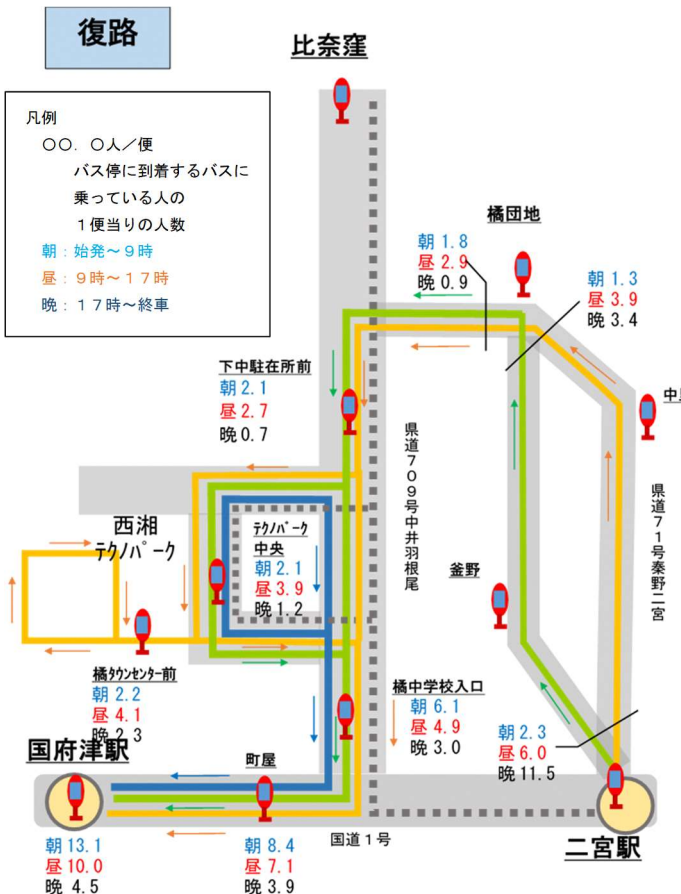 復路
比奈窪
凡例
〇〇．〇人／便
バス停に到着するバスに
乗っている人の
１便当りの人数
朝：始発～９時
昼：９時～１７時
晩：１７時～終車
橘団地
朝 1.8
昼 2.9
晩 0.9
朝 1.3
昼 3.9
晩 3.4
下中駐在所前
朝 2.1
昼 2.7
晩 0.7
県道７０９号中井羽根尾
県道７１号秦野二宮
西湘
テクノパーク
テクノパーク
中央
朝 2.1
昼 3.9
晩 1.2
釜野
橘タウンセンター前
朝 2.2
昼 4.1
晩 2.3
橘中学校入口
朝 6.1
昼 4.9
晩 3.0
朝 2.3
昼 6.0
晩 11.5
国府津駅
町屋
国道１号
二宮駅
朝 13.1
昼 10.0
晩 4.5
朝 8.4
昼 7.1
晩 3.9